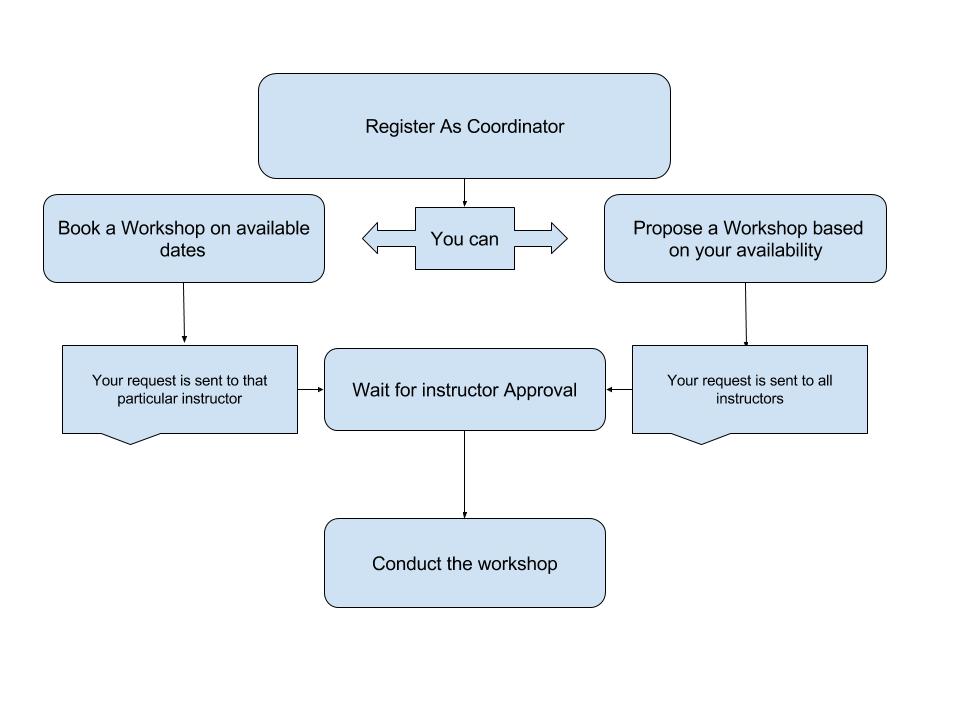 Register As Coordinator
Book a Workshop on available
dates
You can
Propose a Workshop based
on your availability
Your request is sent to that
particular instructor
Wait for instructor Approval
Your request is sent to all
instructors
Conduct the workshop